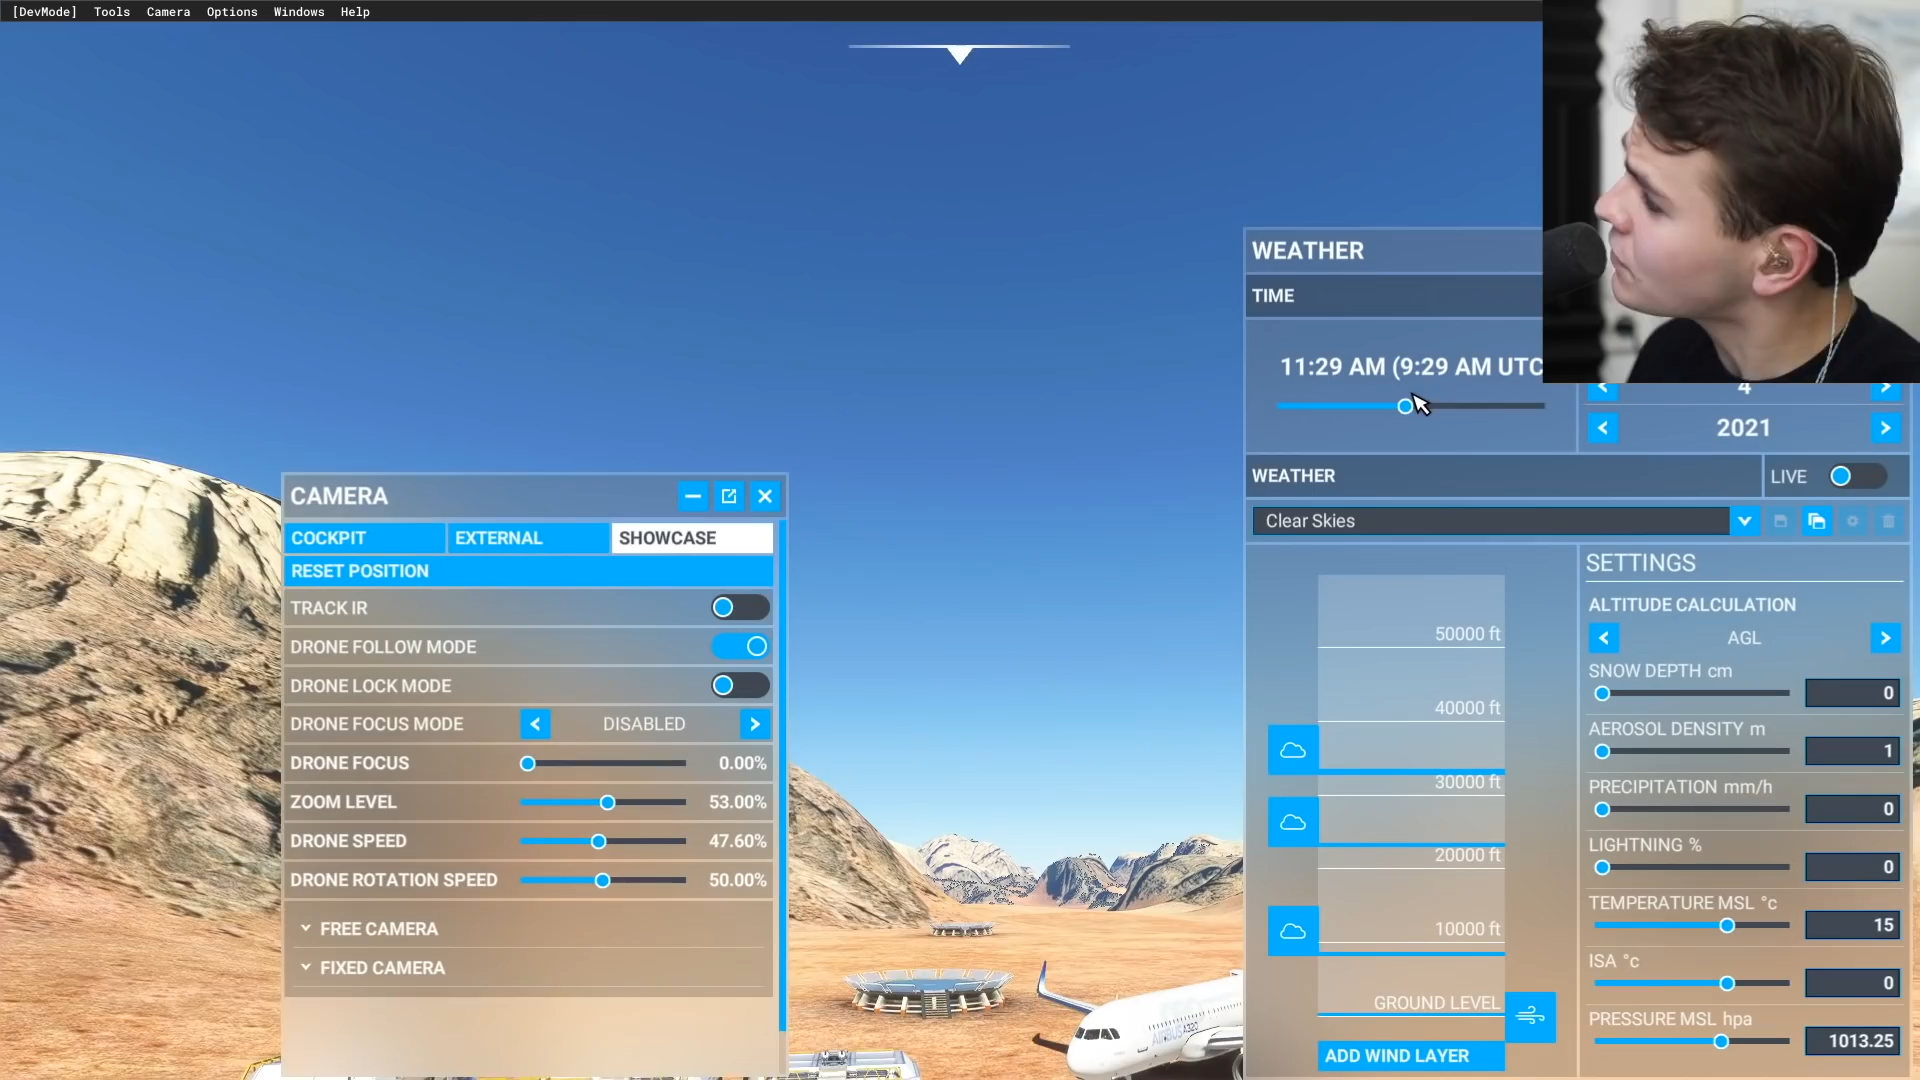 [DevMode] Tools Camera Options Windows Help
WEATHER
TIME
11:29 AM (9:29 AM UTC
4
2021
WEATHER
LIVE
Clear Skies
CAMERA
COCKPIT
EXTERNAL
SHOWCASE
RESET POSITION
TRACK IR
DRONE FOLLOW MODE
DRONE LOCK MODE
DRONE FOCUS MODE
DISABLED
DRONE FOCUS
0.00%
ZOOM LEVEL
53.00%
DRONE SPEED
47.60%
DRONE ROTATION SPEED
50.00%
FREE CAMERA
FIXED CAMERA
50000 ft
40000 ft
30000 ft
20000 ft
10000 ft
GROUND LEVEL
ADD WIND LAYER
SETTINGS
ALTITUDE CALCULATION
AGL
SNOW DEPTH cm
0
AEROSOL DENSITY m
1
PRECIPITATION mm/h
0
LIGHTNING %
0
TEMPERATURE MSL °c
15
ISA °c
0
PRESSURE MSL hpa
1013.25
AIRBUS A320